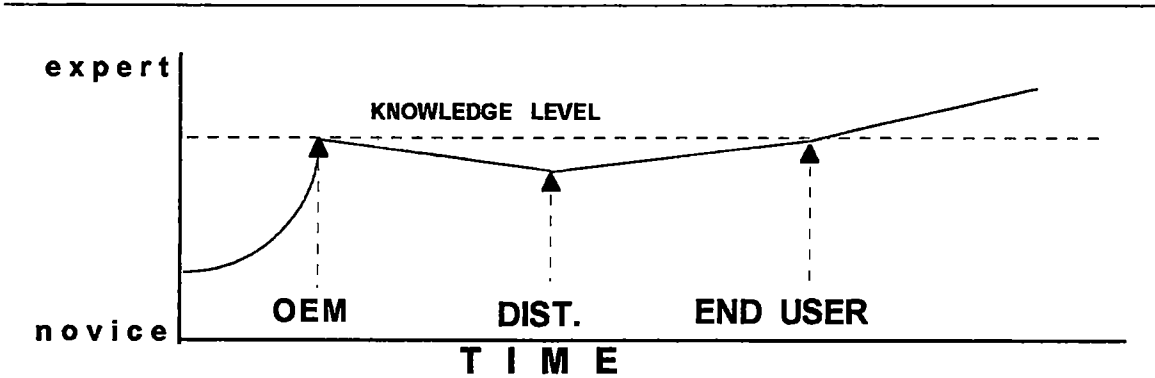 expert
KNOWLEDGE LEVEL
OEM
DIST.
END USER
novice
TIME